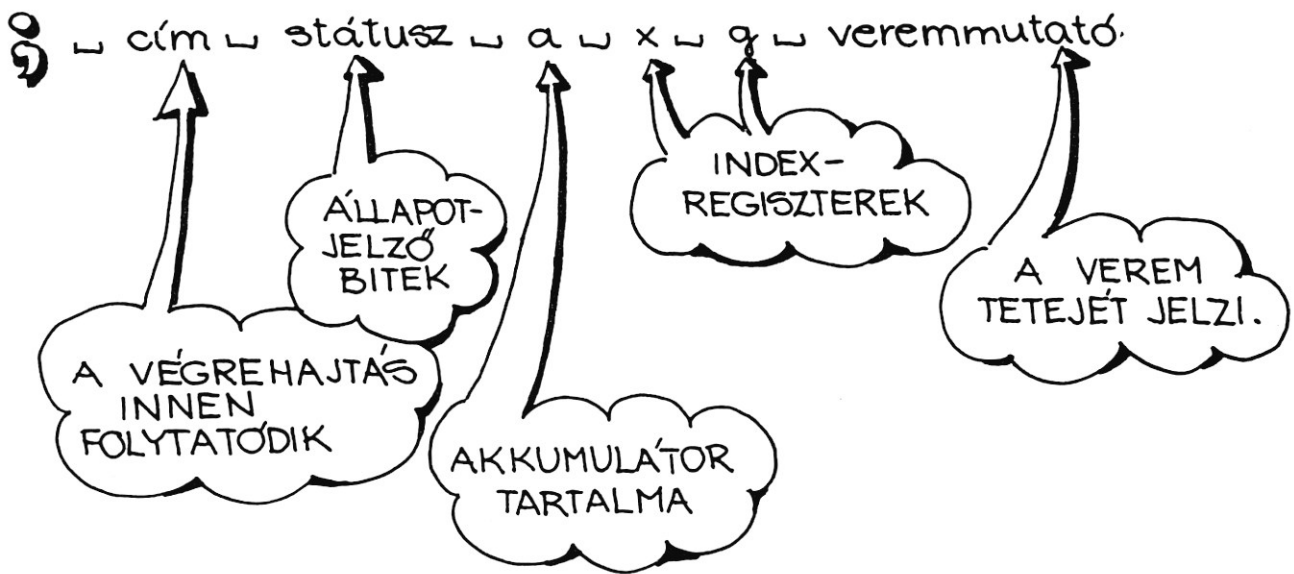 ; ␣ cím ␣ státusz ␣ a ␣ x ␣ y ␣ veremmutató.
ÁLLAPOT-
JELZŐ
BITEK
INDEX-
REGISZTEREK
A VEREM
TETEJÉT JELZI.
A VÉGREHAJTÁS
INNEN
FOLYTATÓDIK
AKKUMULÁTOR
TARTALMA